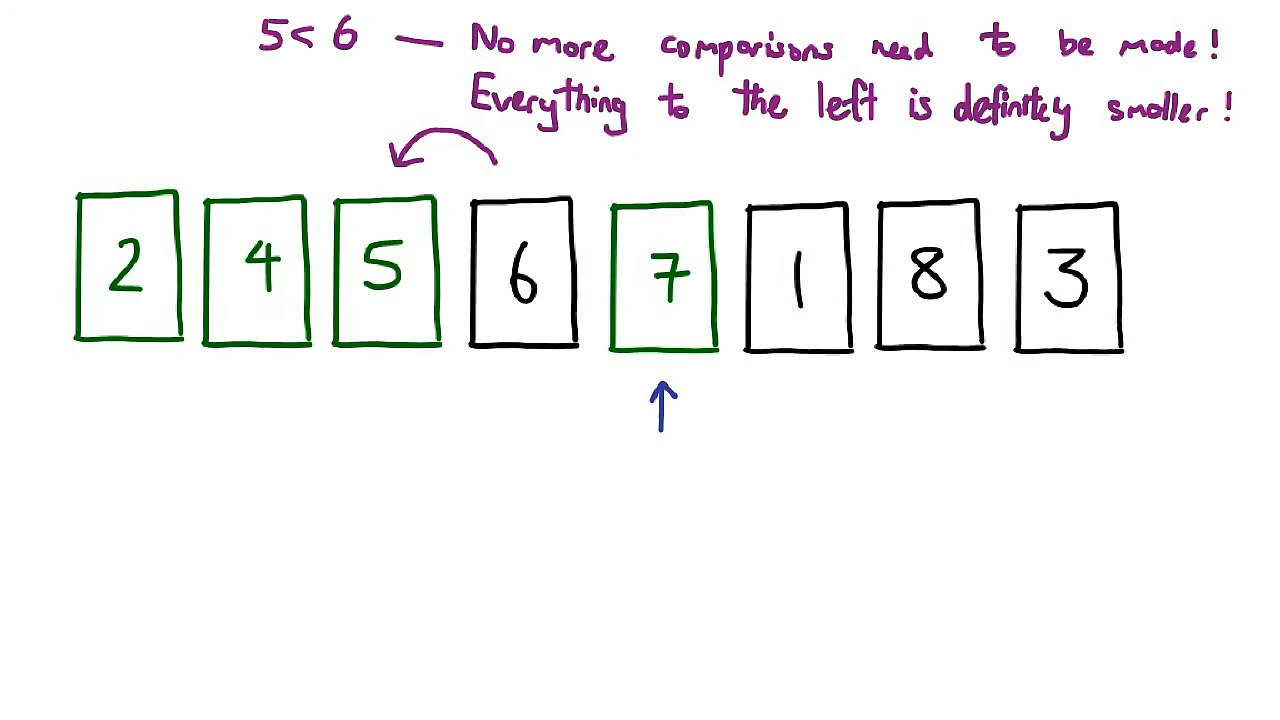 5 < 6 — No more comparisons need to be made!
Everything to the left is definitley smaller!
2 4 5 6 7 1 8 3